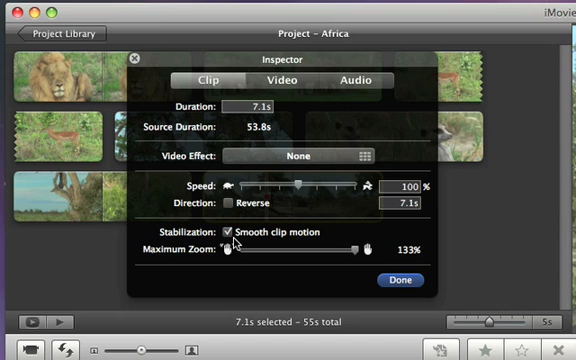 iMovie
Project Library
Project – Africa
Inspector
Clip Video Audio
Duration: 7.1s
Source Duration: 53.8s
Video Effect: None
Speed: 100 %
Direction: Reverse 7.1s
Stabilization: Smooth clip motion
Maximum Zoom: 133%
Done
7.1s selected – 55s total
5s